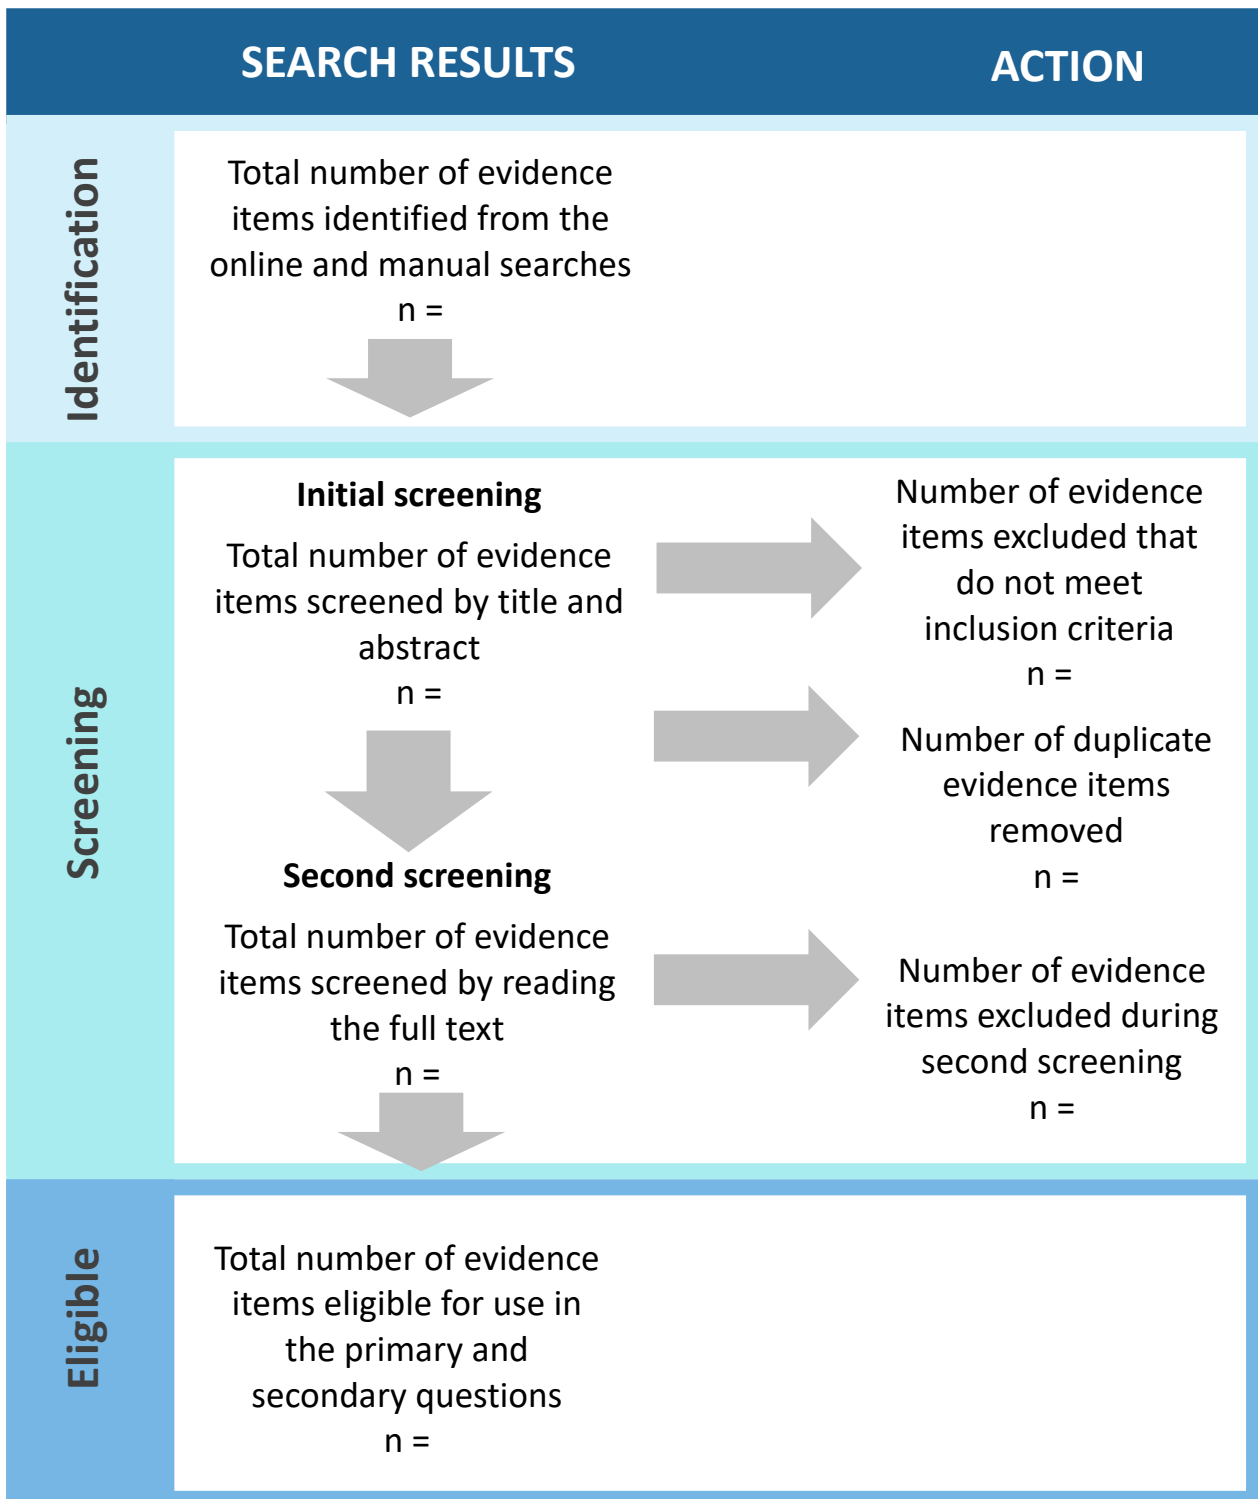 SEARCH RESULTS
ACTION
Identification
Total number of evidence
items identified from the
online and manual searches
n =
Screening
Initial screening
Total number of evidence
items screened by title and
abstract
n =
Number of evidence
items excluded that
do not meet
inclusion criteria
n =
Number of duplicate
evidence items
removed
n =
Second screening
Total number of evidence
items screened by reading
the full text
n =
Number of evidence
items excluded during
second screening
n =
Eligible
Total number of evidence
items eligible for use in
the primary and
secondary questions
n =